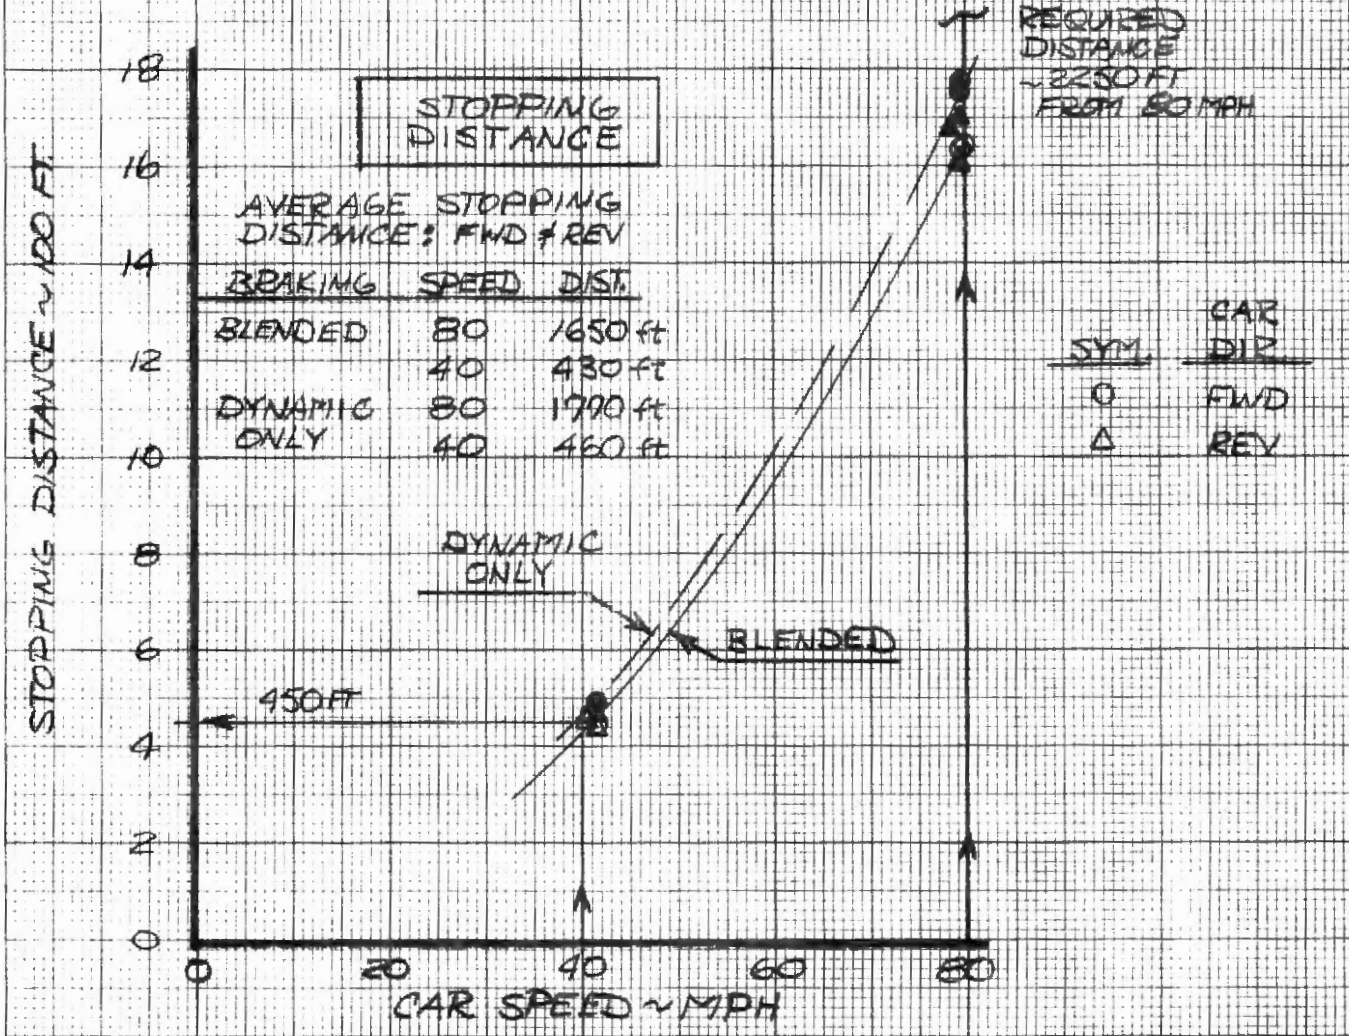 REQUIRED
DISTANCE
~2250 FT
FROM 80 MPH
STOPPING
DISTANCE
AVERAGE STOPPING
DISTANCE: FWD & REV
BRAKING SPEED DIST.
BLENDED 80 1650 ft
40 430 ft
DYNAMIC 80 1770 ft
ONLY 40 460 ft
CAR
SYM. DIR
O FWD
Δ REV
DYNAMIC
ONLY
BLENDED
450 FT
STOPPING DISTANCE ~ 100 FT.
18
16
14
12
10
8
6
4
2
0
0 20 40 60 80
CAR SPEED ~ MPH